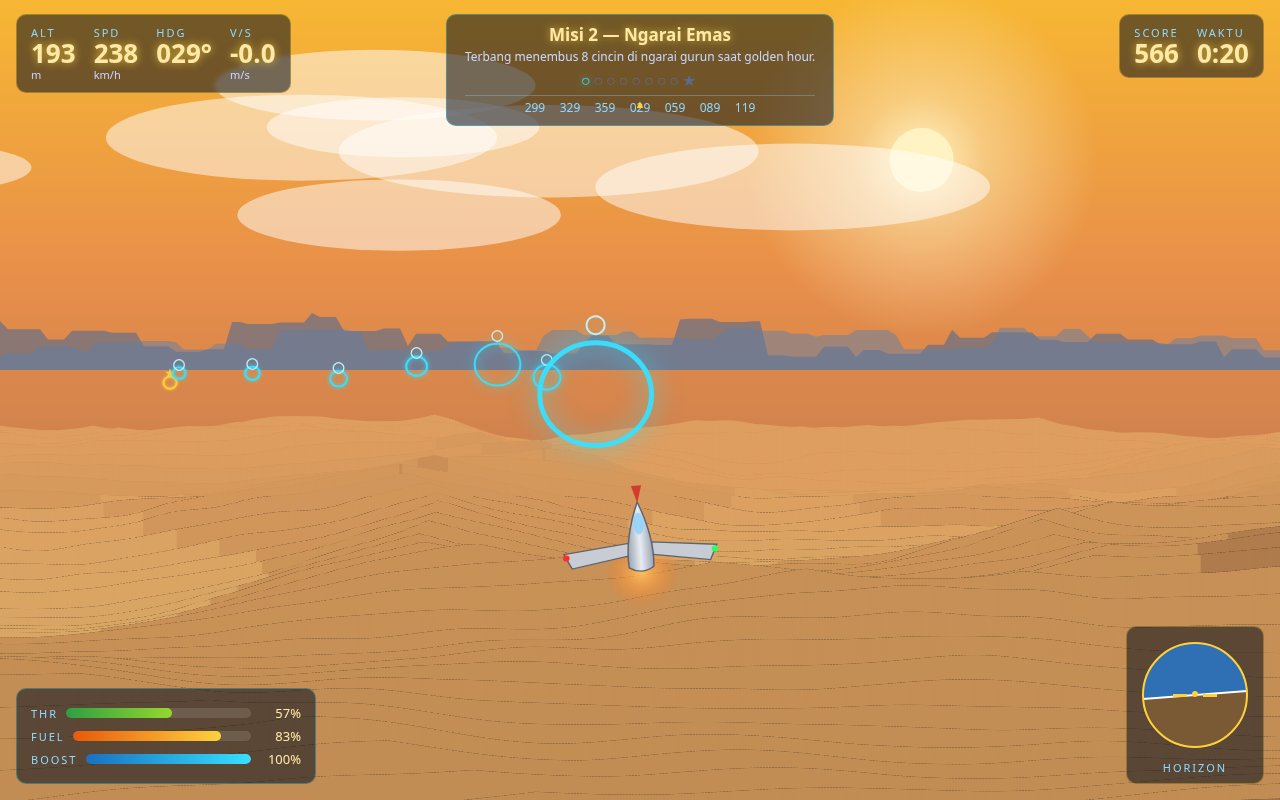 ALT SPD HDG V/S
193 238 029° -0.0
m km/h m/s
Misi 2 — Ngarai Emas
Terbang menembus 8 cincin di ngarai gurun saat golden hour.
299 329 359 029 059 089 119
SCORE WAKTU
566 0:20
THR 57%
FUEL 83%
BOOST 100%
HORIZON